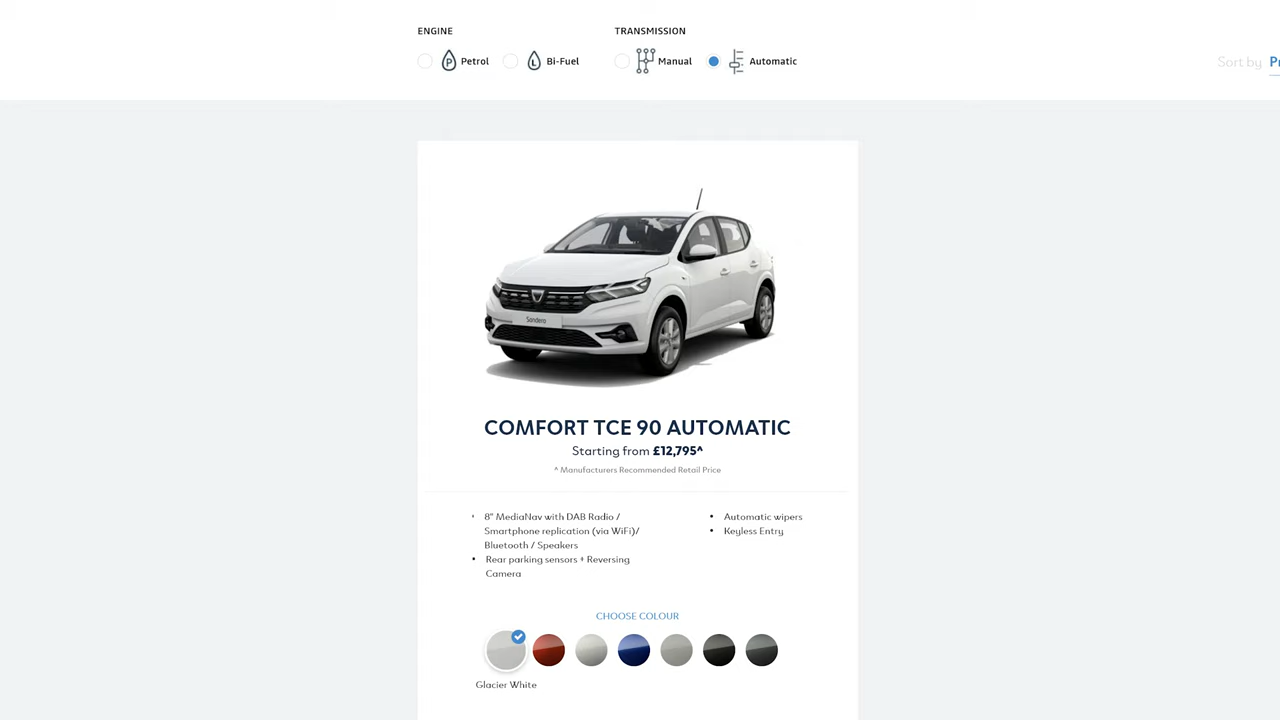 ENGINE
TRANSMISSION
Petrol
Bi-Fuel
Manual
Automatic
Sort by
Sandero
COMFORT TCE 90 AUTOMATIC
Starting from £12,795^
^ Manufacturers Recommended Retail Price
8" MediaNav with DAB Radio /
Smartphone replication (via WiFi)/
Bluetooth / Speakers
• Rear parking sensors + Reversing
Camera
• Automatic wipers
• Keyless Entry
CHOOSE COLOUR
Glacier White